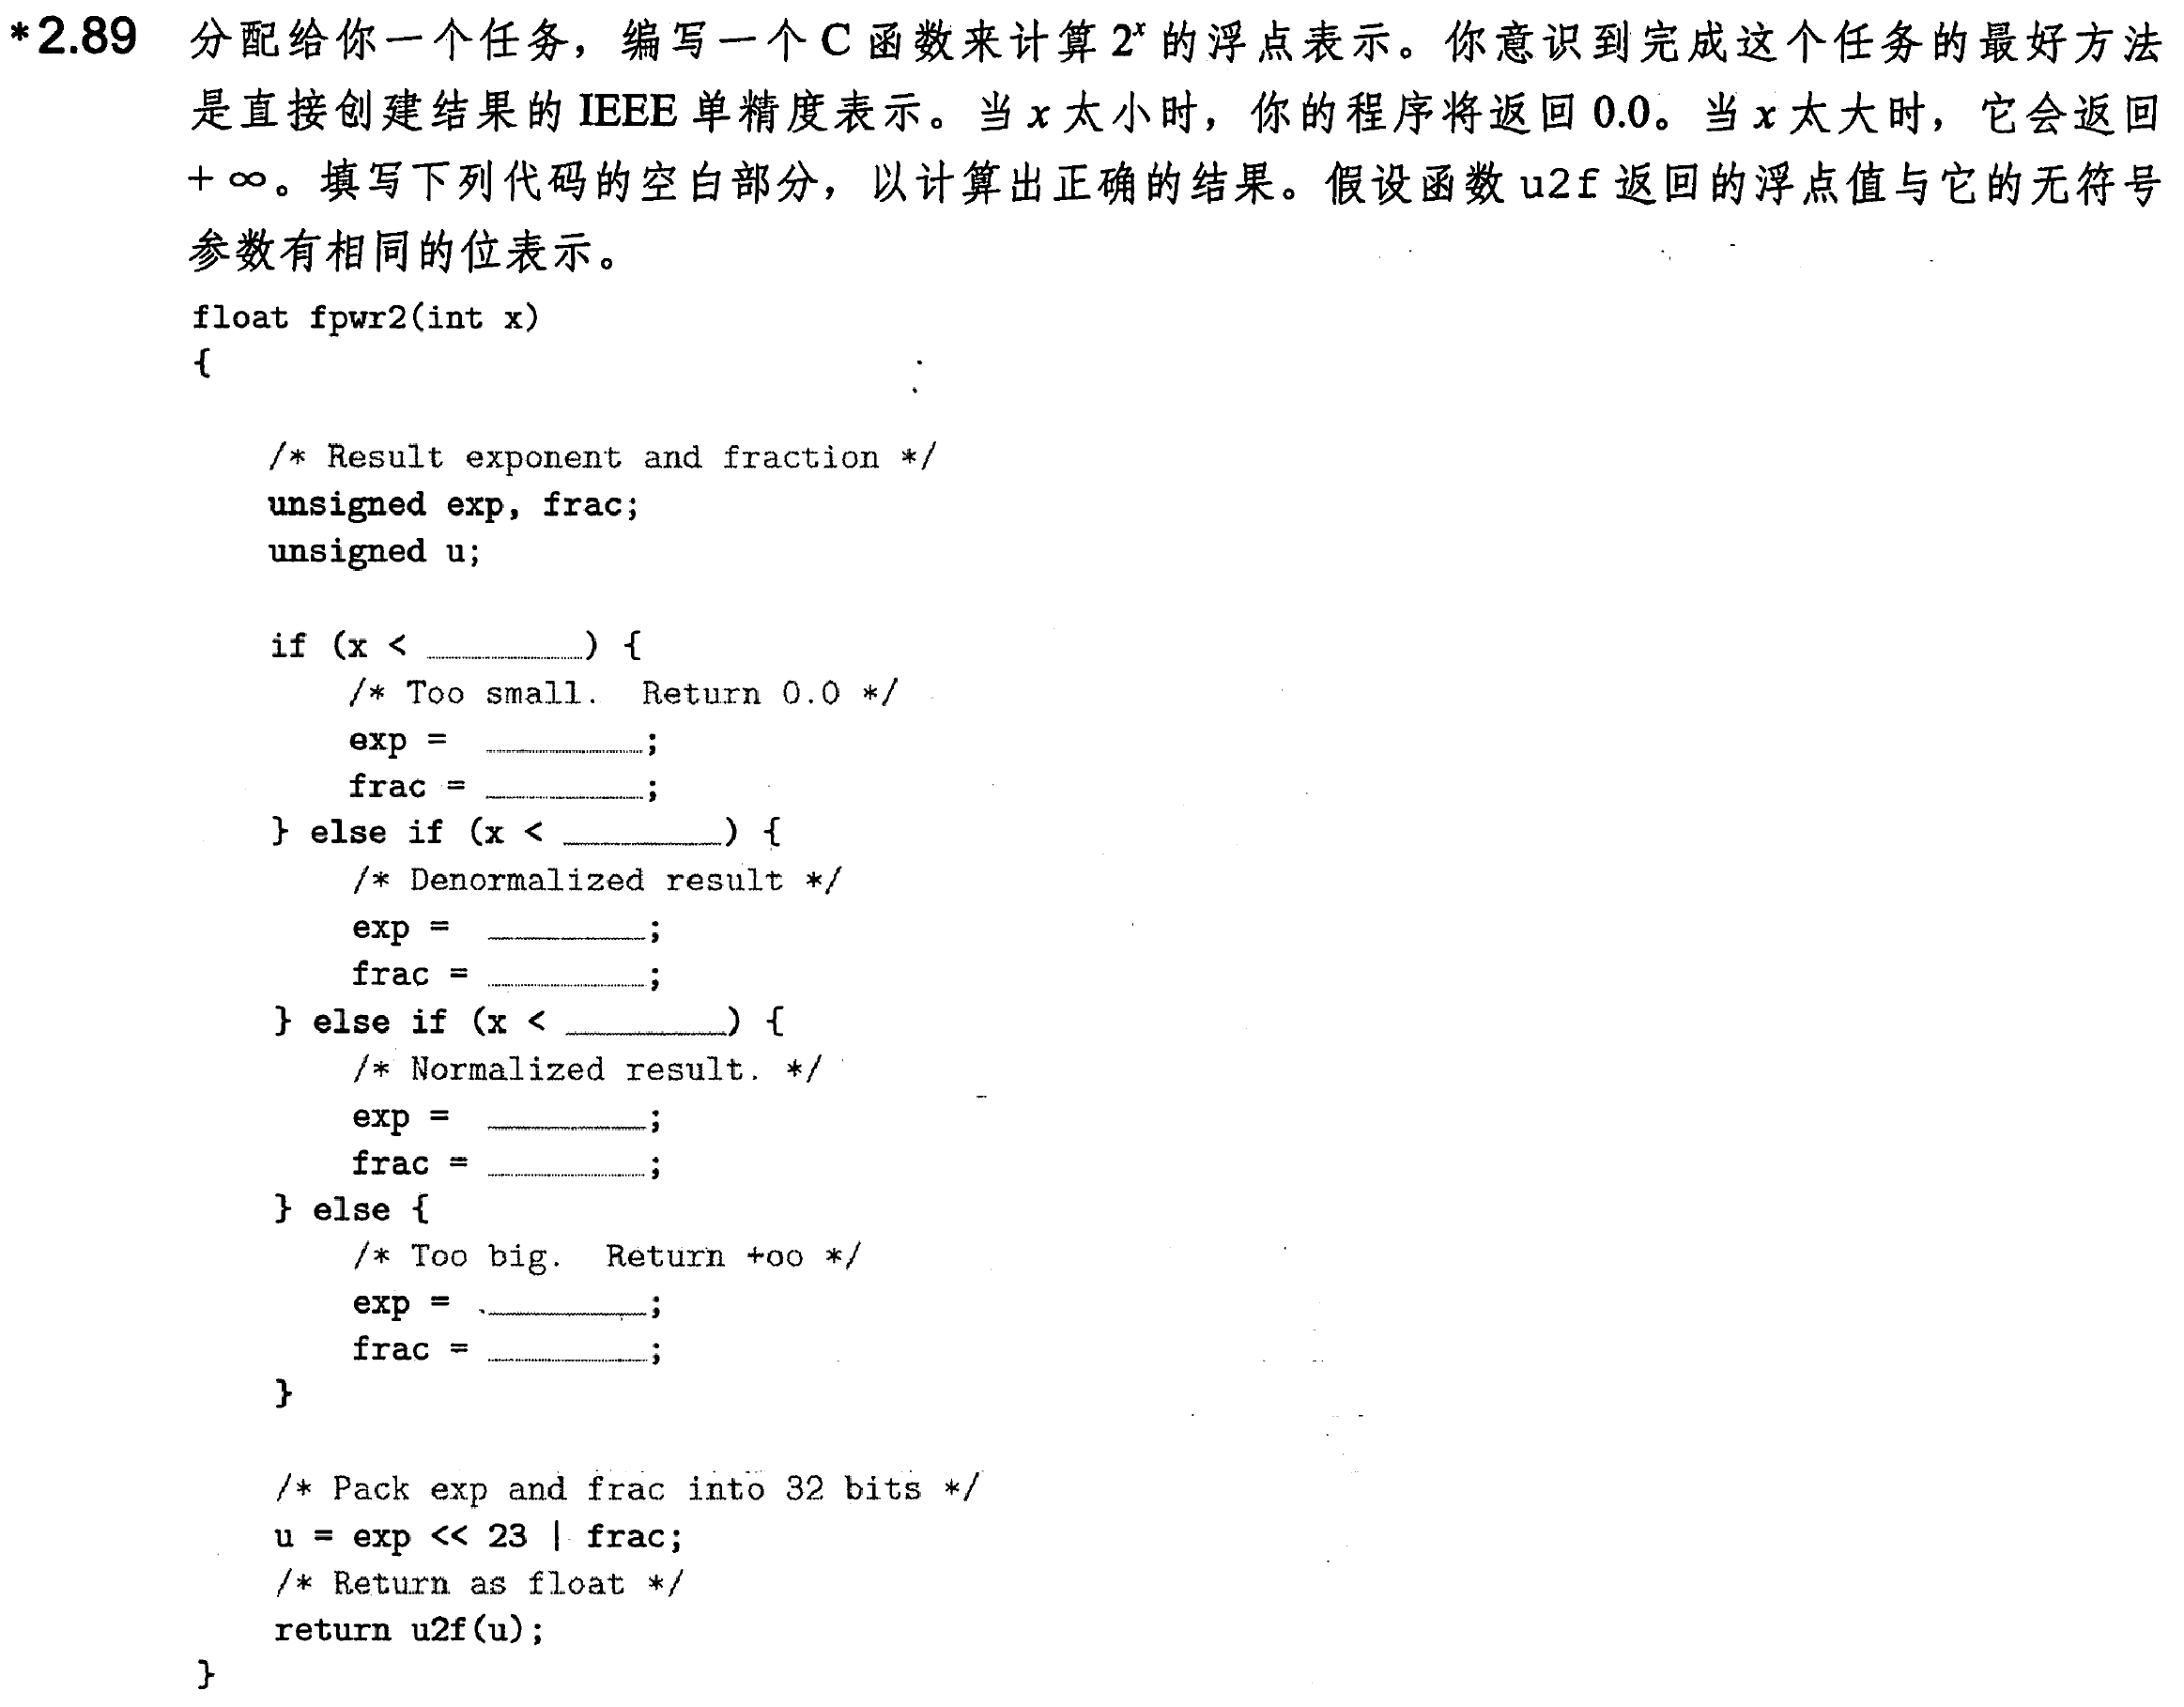 *2.89 分配给你一个任务，编写一个 C 函数来计算 2ˣ 的浮点表示。你意识到完成这个任务的最好方法
是直接创建结果的 IEEE 单精度表示。当 x 太小时，你的程序将返回 0.0。当 x 太大时，它会返回
+∞。填写下列代码的空白部分，以计算出正确的结果。假设函数 u2f 返回的浮点值与它的无符号
参数有相同的位表示。
float fpwr2(int x)
{
/* Result exponent and fraction */
unsigned exp, frac;
unsigned u;
if (x < ________) {
/* Too small. Return 0.0 */
exp = ________;
frac = ________;
} else if (x < ________) {
/* Denormalized result */
exp = ________;
frac = ________;
} else if (x < ________) {
/* Normalized result. */
exp = ________;
frac = ________;
} else {
/* Too big. Return +oo */
exp = ________;
frac = ________;
}
/* Pack exp and frac into 32 bits */
u = exp << 23 | frac;
/* Return as float */
return u2f(u);
}